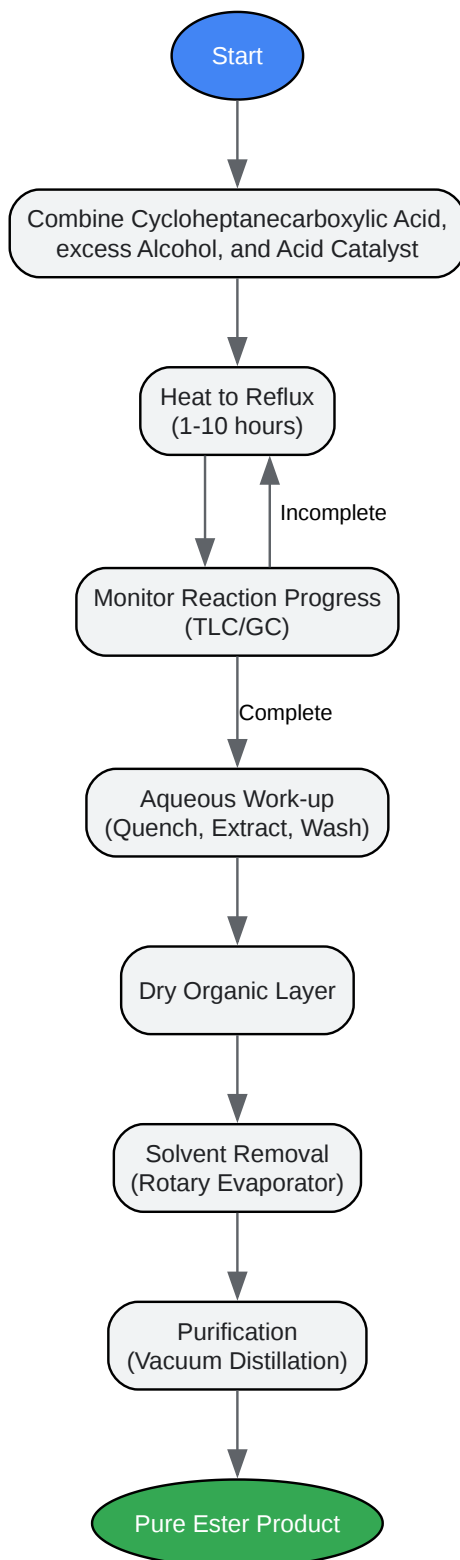 Start
Combine Cycloheptanecarboxylic Acid,
excess Alcohol, and Acid Catalyst
Heat to Reflux
(1-10 hours)
Incomplete
Monitor Reaction Progress
(TLC/GC)
Complete
Aqueous Work-up
(Quench, Extract, Wash)
Dry Organic Layer
Solvent Removal
(Rotary Evaporator)
Purification
(Vacuum Distillation)
Pure Ester Product